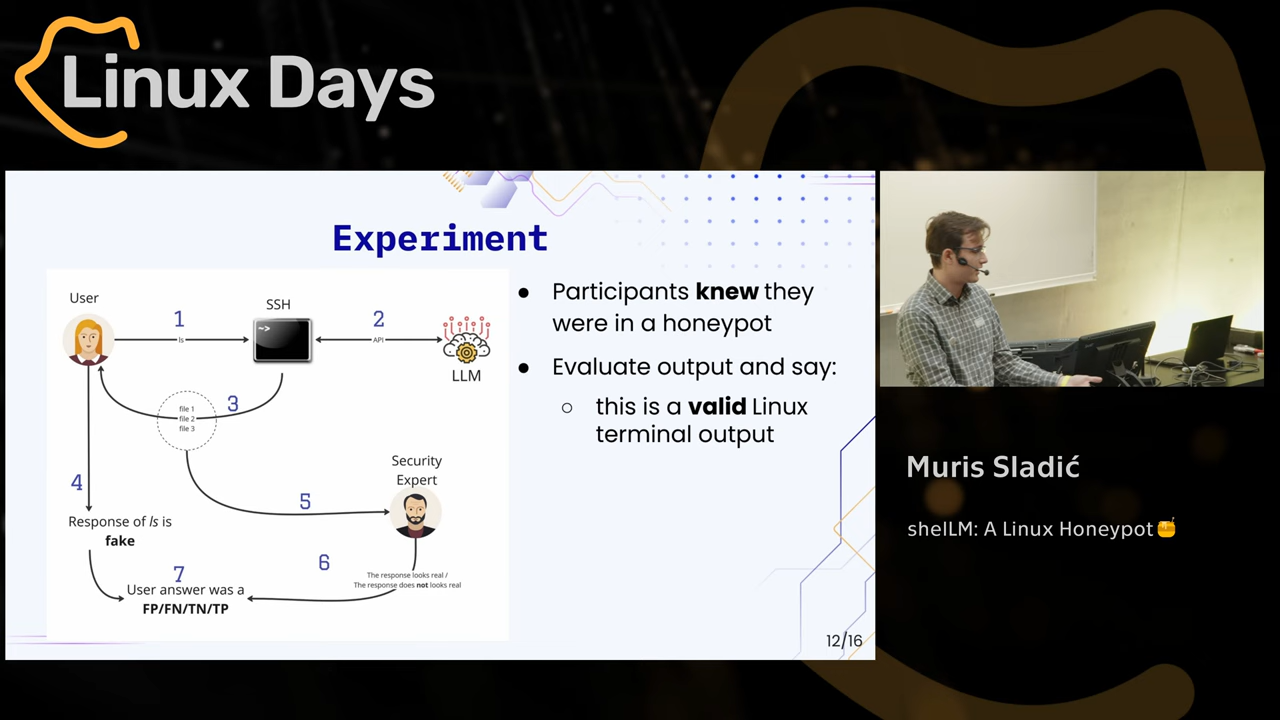 Linux Days
Experiment
User
SSH
1
2
~>
ls
API
LLM
3
file 1
file 2
file 3
4
Security
Expert
5
Response of ls is
fake
6
The response looks real /
The response does not looks real
7
User answer was a
FP/FN/TN/TP
● Participants knew they
were in a honeypot
● Evaluate output and say:
○ this is a valid Linux
terminal output
12/16
Muris Sladić
shelLM: A Linux Honeypot🍯